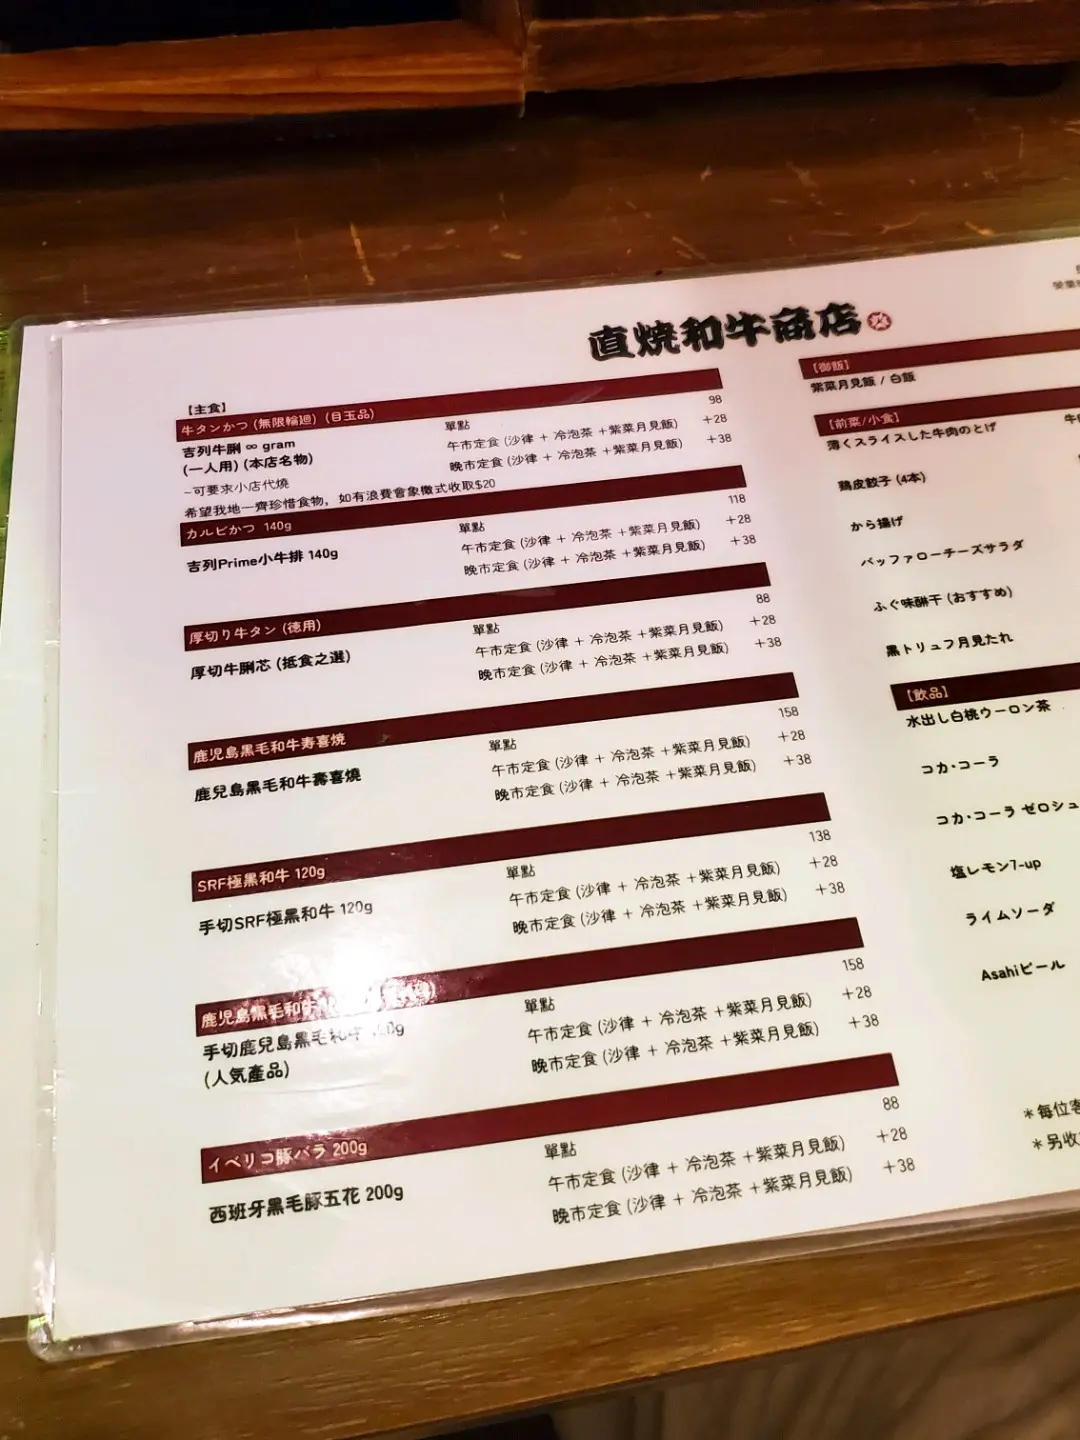 直焼和牛商店
【主食】
牛タンかつ (無限輪廻) (目玉品)
吉列牛脷 ∞ gram
(一人用) (本店名物)
~可要求小店代燒
希望我地一齊珍惜食物，如有浪費會象徵式收取$20
單點 98
午市定食 (沙律 + 冷泡茶 +紫菜月見飯) +28
晚市定食 (沙律 + 冷泡茶 +紫菜月見飯) +38
カルビかつ 140g
吉列Prime小牛排 140g
單點 118
午市定食 (沙律 + 冷泡茶 +紫菜月見飯) +28
晚市定食 (沙律 + 冷泡茶 +紫菜月見飯) +38
厚切り牛タン (徳用)
厚切牛脷芯 (抵食之選)
單點 88
午市定食 (沙律 + 冷泡茶 +紫菜月見飯) +28
晚市定食 (沙律 + 冷泡茶 +紫菜月見飯) +38
鹿児島黒毛和牛寿喜焼
鹿兒島黑毛和牛壽喜燒
單點 158
午市定食 (沙律 + 冷泡茶 +紫菜月見飯) +28
晚市定食 (沙律 + 冷泡茶 +紫菜月見飯) +38
SRF極黒和牛 120g
手切SRF極黑和牛 120g
單點 138
午市定食 (沙律 + 冷泡茶 +紫菜月見飯) +28
晚市定食 (沙律 + 冷泡茶 +紫菜月見飯) +38
鹿児島黒毛和牛
手切鹿兒島黑毛和牛
(人気產品)
單點 158
午市定食 (沙律 + 冷泡茶 +紫菜月見飯) +28
晚市定食 (沙律 + 冷泡茶 +紫菜月見飯) +38
イベリコ豚バラ 200g
西班牙黑毛豚五花 200g
單點 88
午市定食 (沙律 + 冷泡茶 +紫菜月見飯) +28
晚市定食 (沙律 + 冷泡茶 +紫菜月見飯) +38
【御飯】
紫菜月見飯 / 白飯
【前菜/小食】
薄くスライスした牛肉のとげ
鶏皮餃子 (4本)
から揚げ
バッファローチーズサラダ
ふぐ味醂干 (おすすめ)
黒トリュフ月見たれ
【飲品】
水出し白桃ウーロン茶
コカ·コーラ
コカ·コーラ ゼロシュ
塩レモン7-up
ライムソーダ
Asahiビール
*每位客
*另收